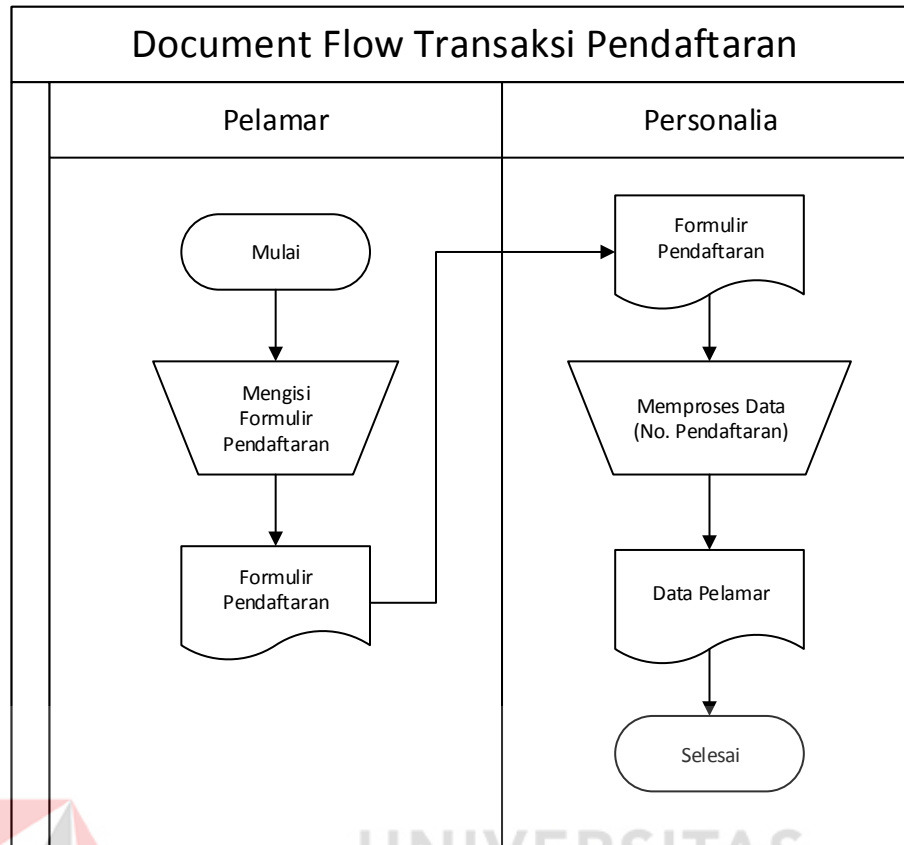 Document Flow Transaksi Pendaftaran
Pelamar
Personalia
Mulai
Mengisi
Formulir
Pendaftaran
Formulir
Pendaftaran
Formulir
Pendaftaran
Memproses Data
(No. Pendaftaran)
Data Pelamar
Selesai
UNIVERSITAS